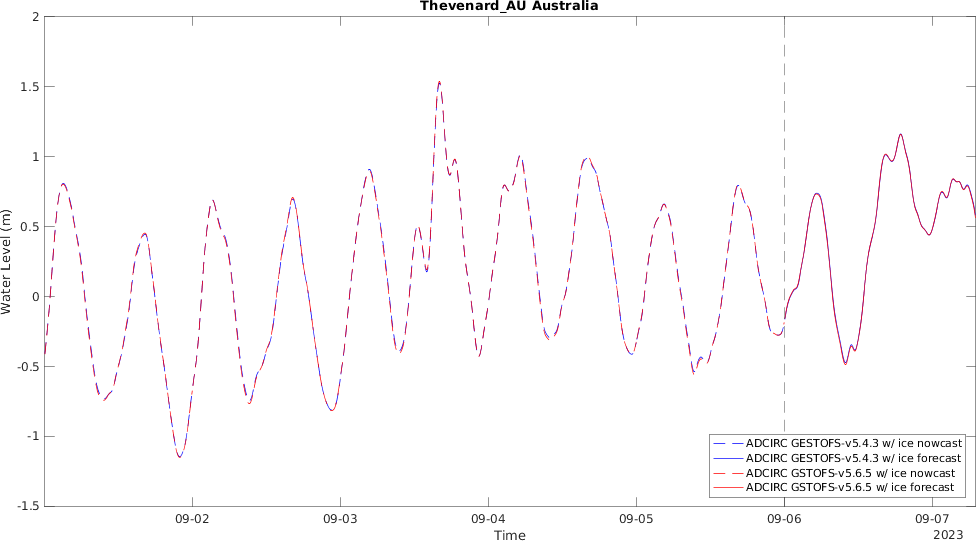 Thevenard_AU Australia
2
1.5
1
0.5
0
-0.5
-1
-1.5
Water Level (m)
09-02 09-03 09-04 09-05 09-06 09-07
Time
2023
ADCIRC GESTOFS-v5.4.3 w/ ice nowcast
ADCIRC GESTOFS-v5.4.3 w/ ice forecast
ADCIRC GSTOFS-v5.6.5 w/ ice nowcast
ADCIRC GSTOFS-v5.6.5 w/ ice forecast